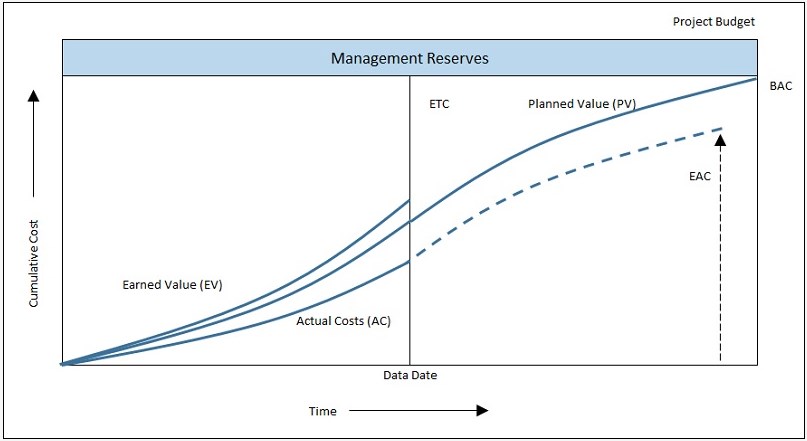 Project Budget
Management Reserves
BAC
ETC
Planned Value (PV)
EAC
Cumulative Cost
Earned Value (EV)
Actual Costs (AC)
Data Date
Time